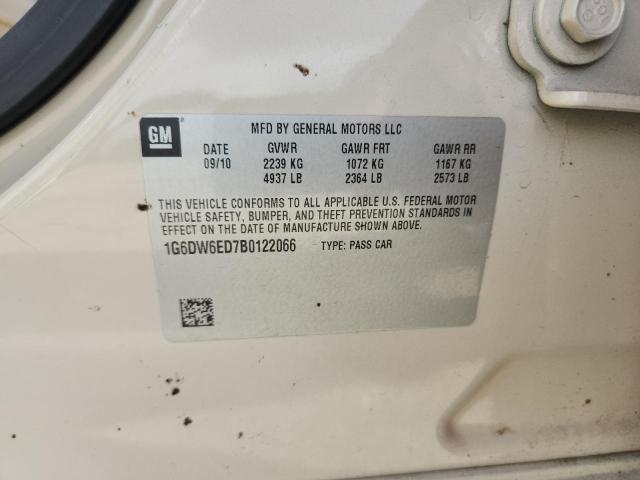 GM
MFD BY GENERAL MOTORS LLC
DATE GVWR GAWR FRT GAWR RR
09/10 2239 KG 1072 KG 1167 KG
4937 LB 2364 LB 2573 LB
THIS VEHICLE CONFORMS TO ALL APPLICABLE U.S. FEDERAL MOTOR
VEHICLE SAFETY, BUMPER, AND THEFT PREVENTION STANDARDS IN
EFFECT ON THE DATE OF MANUFACTURE SHOWN ABOVE.
1G6DW6ED7B0122066 TYPE: PASS CAR